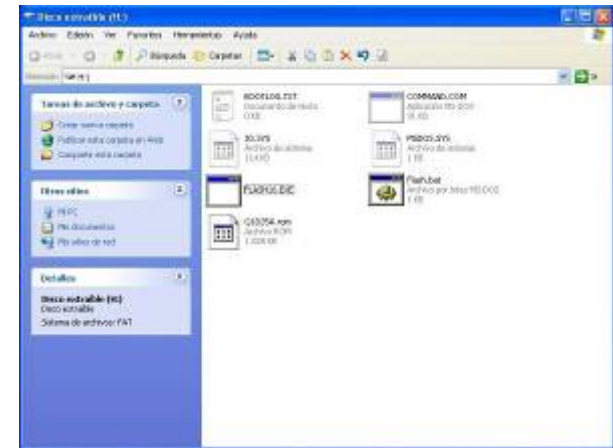 Disco extraíble (H:)
Archivo Edición Ver Favoritos Herramientas Ayuda
Atrás Búsqueda Carpetas
Dirección H:\
Tareas de archivo y carpeta
Crear nueva carpeta
Publicar esta carpeta en Web
Compartir esta carpeta
Otros sitios
Mi PC
Mis documentos
Mis sitios de red
Detalles
Disco extraíble (H:)
Disco extraíble
Sistema de archivos: FAT
BOOTLOG.TXT
Documento de texto
0 KB
COMMAND.COM
Aplicación MS-DOS
IO.SYS
Archivo de sistema
MSDOS.SYS
Archivo de sistema
1 KB
Flash.bat
Archivo por lotes MS-DOS
1 KB
Archivo ROM